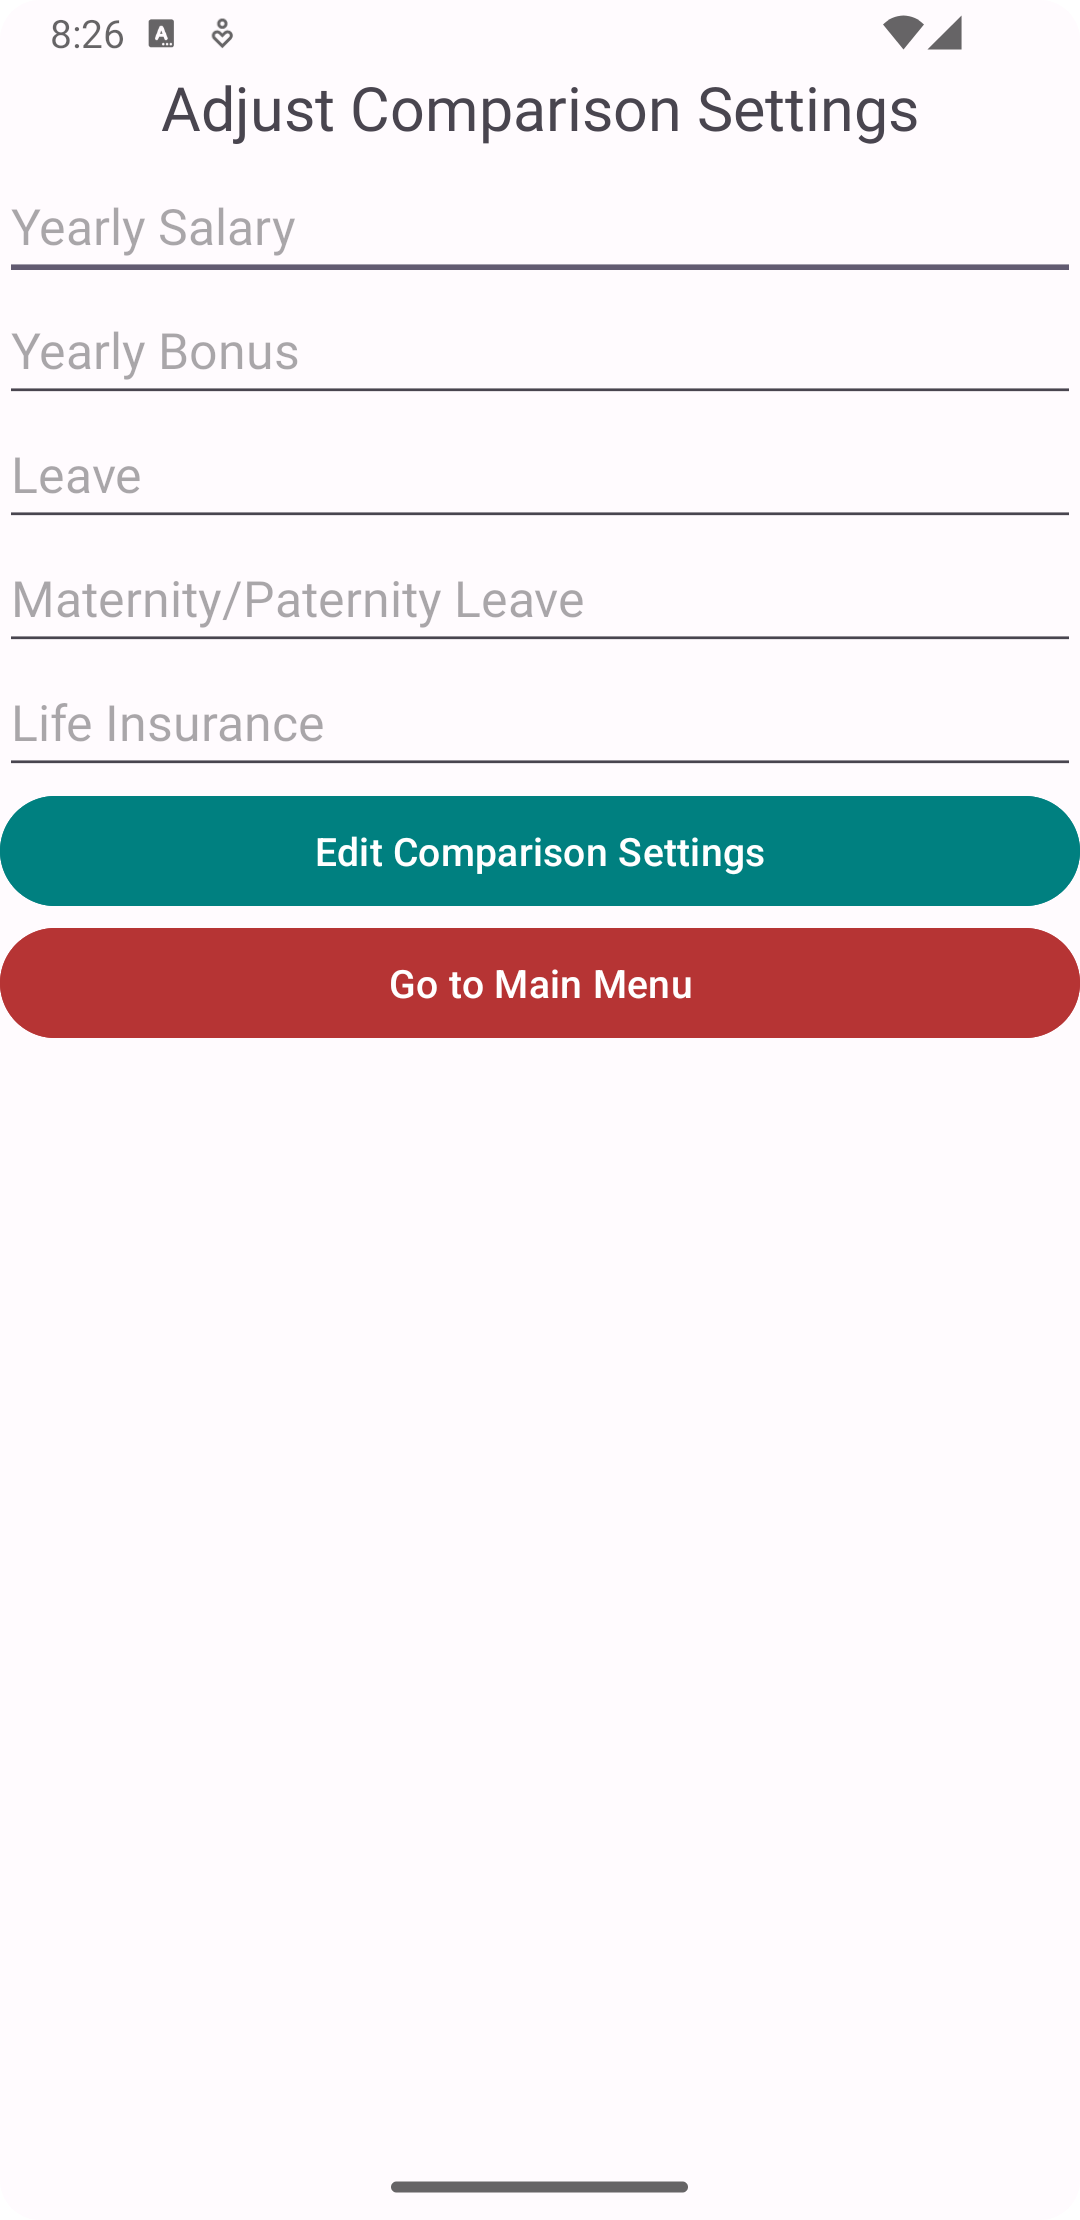 8:26
Adjust Comparison Settings
Yearly Salary
Yearly Bonus
Leave
Maternity/Paternity Leave
Life Insurance
Edit Comparison Settings
Go to Main Menu